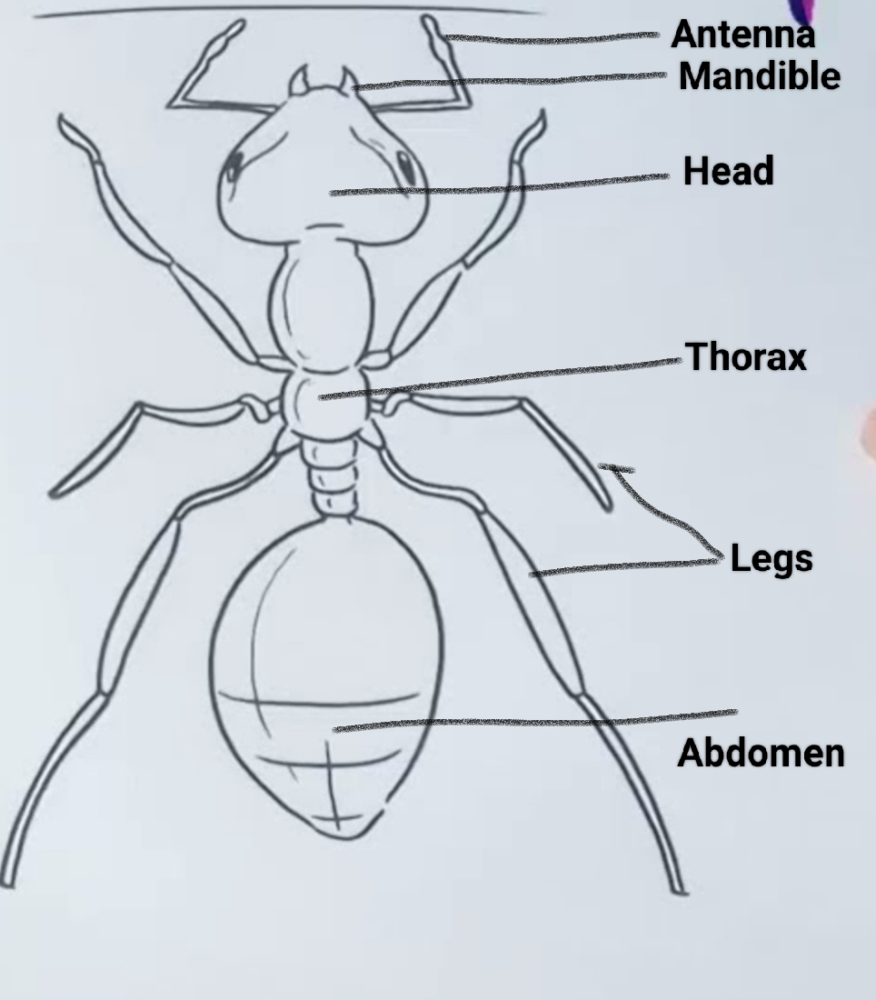 Antenna
Mandible
Head
Thorax
Legs
Abdomen